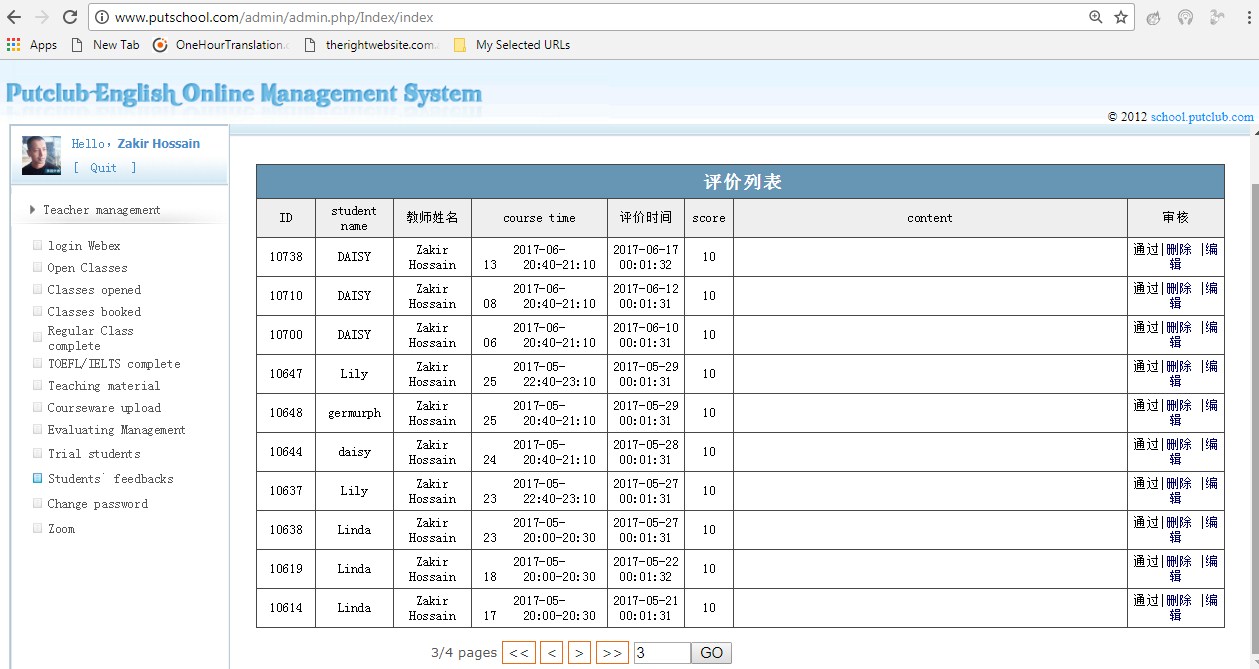 www.putschool.com/admin/admin.php/Index/index
Apps New Tab OneHourTranslation. therightwebsite.com. My Selected URLs
Putclub-English Online Management System
© 2012 school.putclub.com
Hello，Zakir Hossain
[ Quit ]
Teacher management
login Webex
Open Classes
Classes opened
Classes booked
Regular Class
complete
TOEFL/IELTS complete
Teaching material
Courseware upload
Evaluating Management
Trial students
Students` feedbacks
Change password
Zoom
评价列表
ID student name 教师姓名 course time 评价时间 score content 审核
10738 DAISY Zakir Hossain 2017-06-13 20:40-21:10 2017-06-17 00:01:32 10 通过|删除 |编辑
10710 DAISY Zakir Hossain 2017-06-08 20:40-21:10 2017-06-12 00:01:31 10 通过|删除 |编辑
10700 DAISY Zakir Hossain 2017-06-06 20:40-21:10 2017-06-10 00:01:31 10 通过|删除 |编辑
10647 Lily Zakir Hossain 2017-05-25 22:40-23:10 2017-05-29 00:01:31 10 通过|删除 |编辑
10648 germurph Zakir Hossain 2017-05-25 20:40-21:10 2017-05-29 00:01:31 10 通过|删除 |编辑
10644 daisy Zakir Hossain 2017-05-24 20:40-21:10 2017-05-28 00:01:31 10 通过|删除 |编辑
10637 Lily Zakir Hossain 2017-05-23 22:40-23:10 2017-05-27 00:01:31 10 通过|删除 |编辑
10638 Linda Zakir Hossain 2017-05-23 20:00-20:30 2017-05-27 00:01:31 10 通过|删除 |编辑
10619 Linda Zakir Hossain 2017-05-18 20:00-20:30 2017-05-22 00:01:32 10 通过|删除 |编辑
10614 Linda Zakir Hossain 2017-05-17 20:00-20:30 2017-05-21 00:01:31 10 通过|删除 |编辑
3/4 pages << < > >> 3 GO